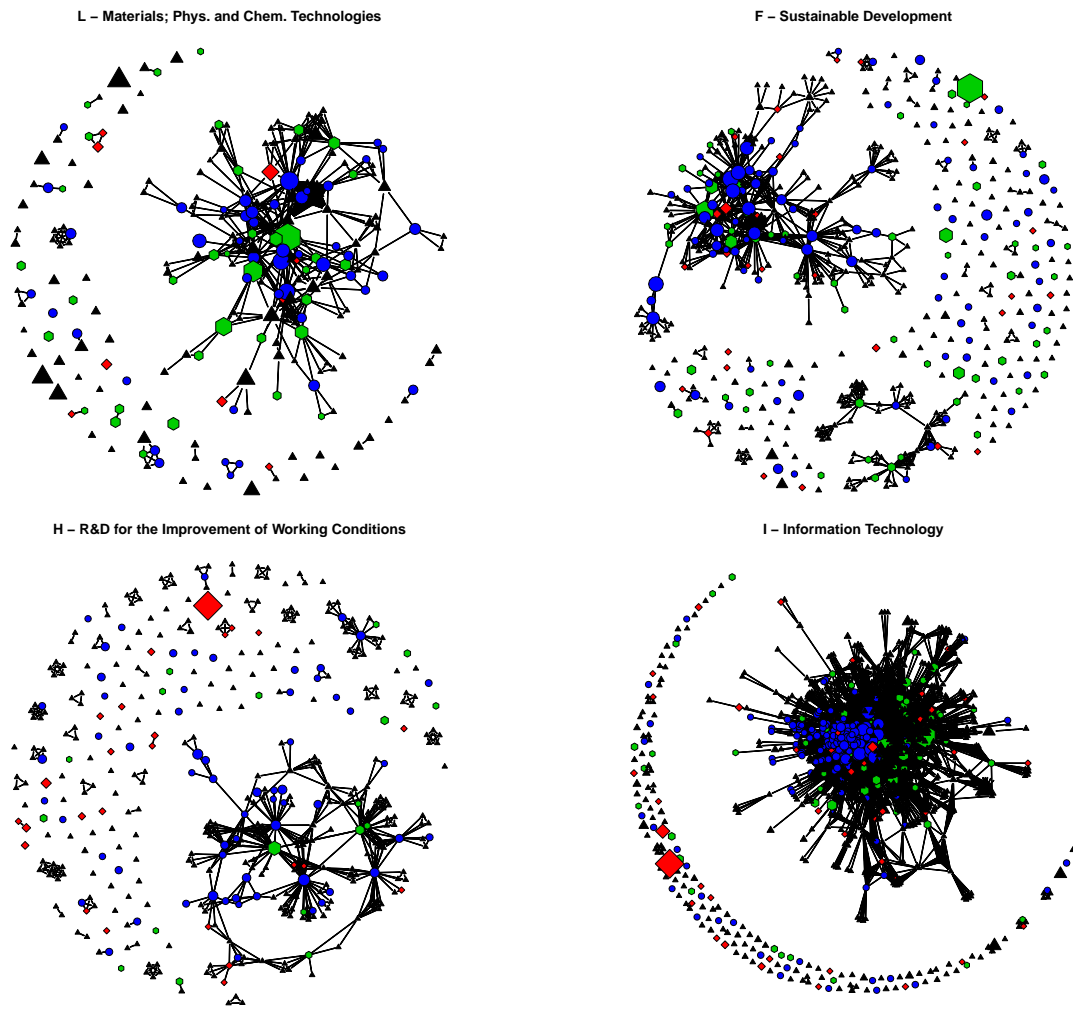 L – Materials; Phys. and Chem. Technologies
F – Sustainable Development
H – R&D for the Improvement of Working Conditions
I – Information Technology